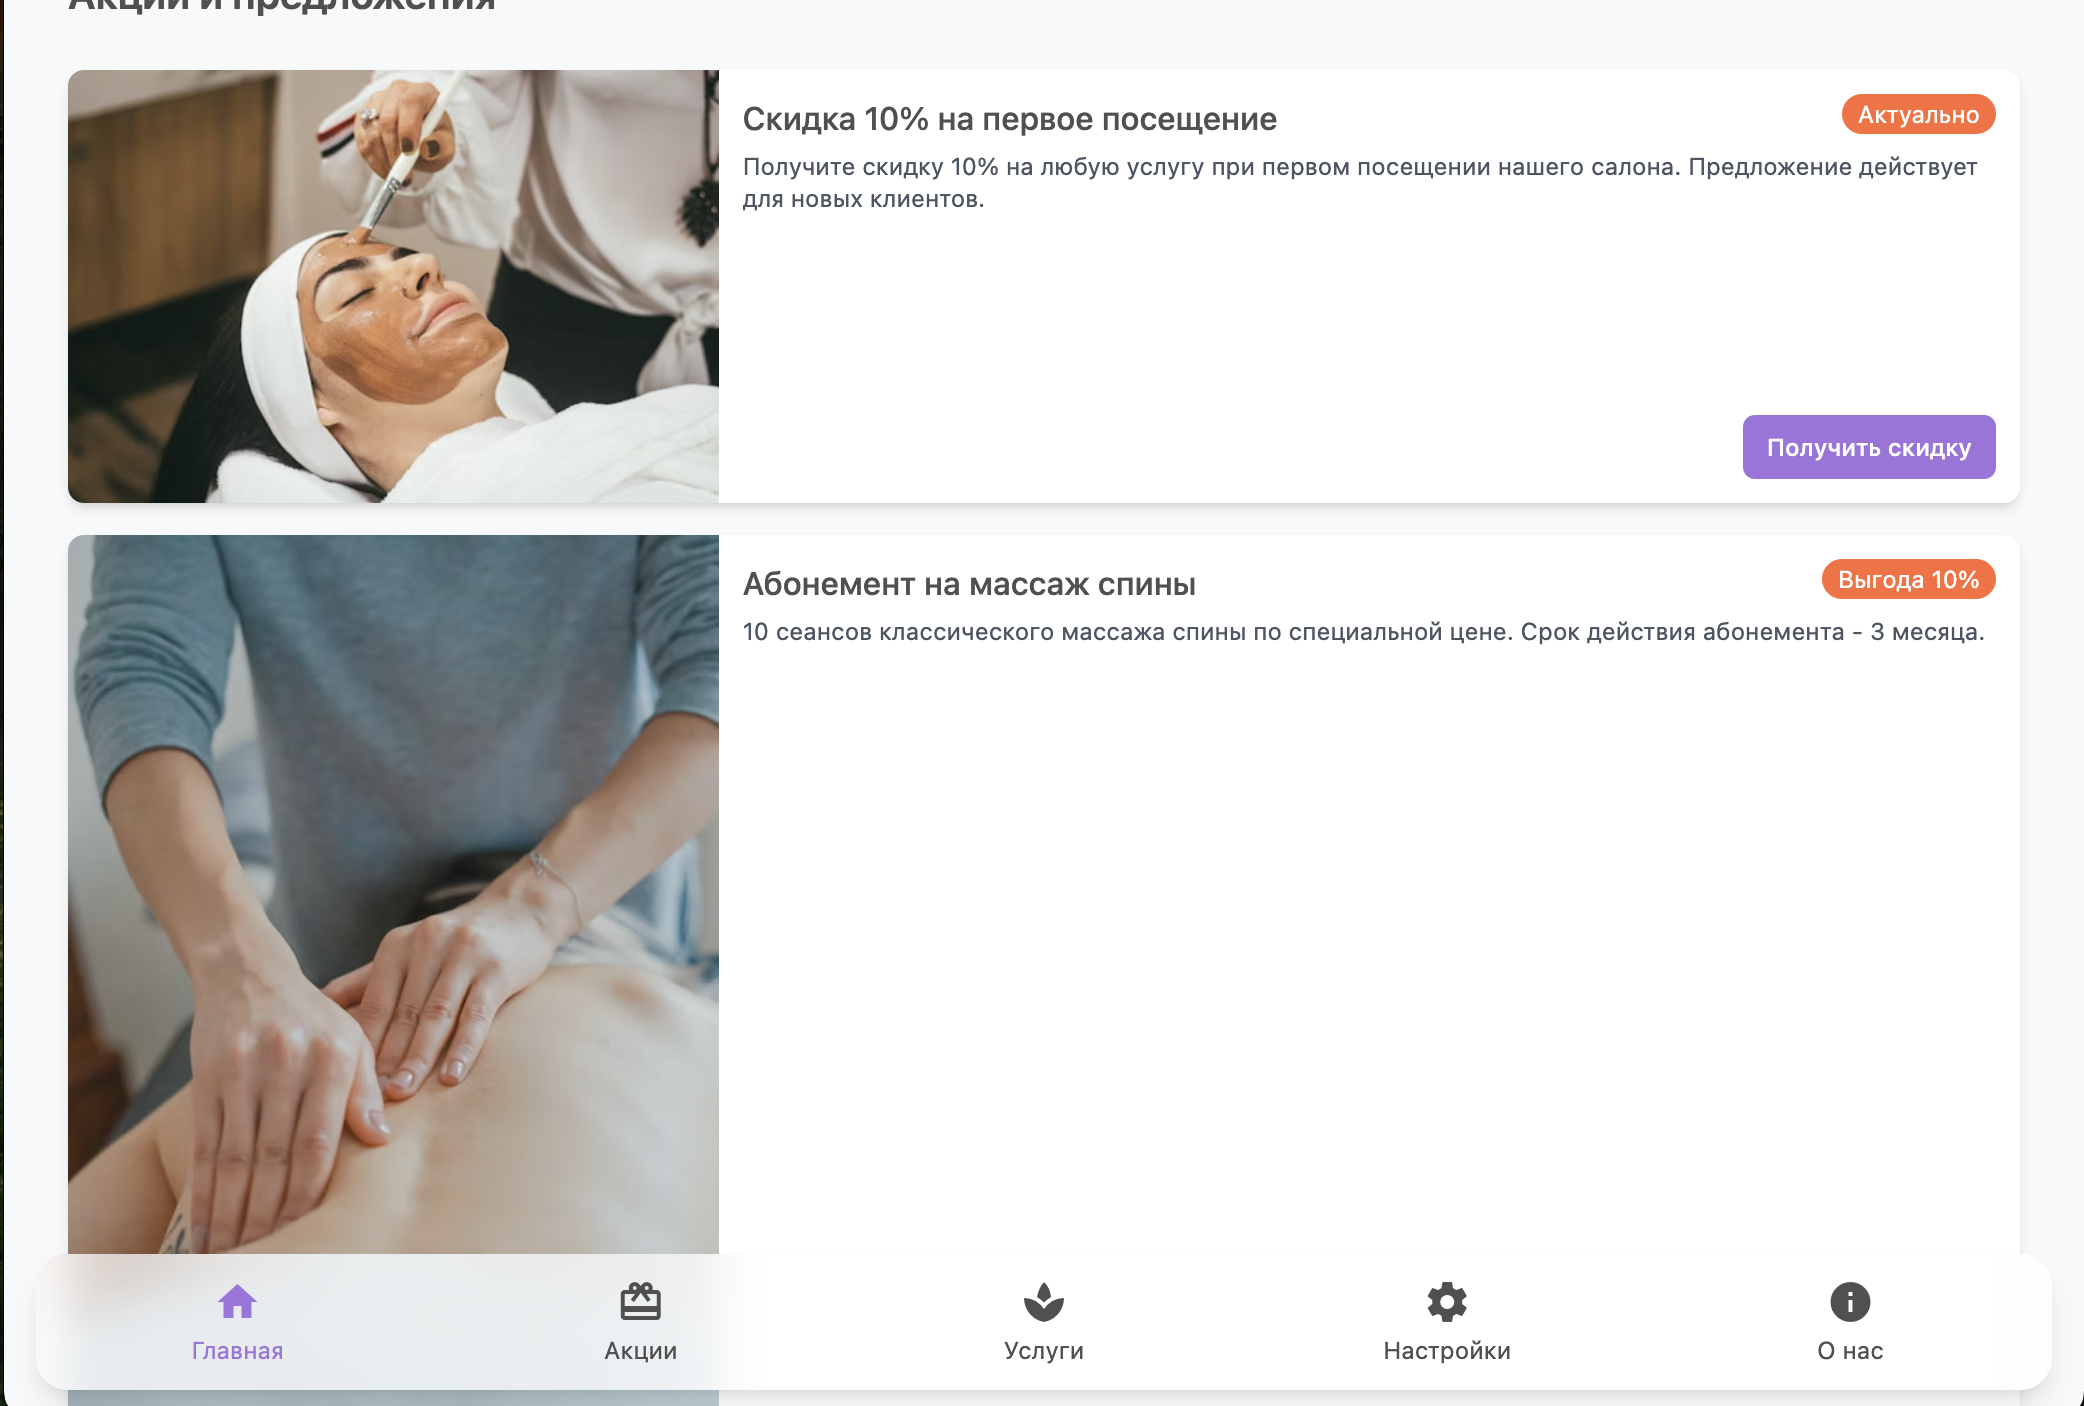 Акции и предложения
Скидка 10% на первое посещение
Актуально
Получите скидку 10% на любую услугу при первом посещении нашего салона. Предложение действует
для новых клиентов.
Получить скидку
Абонемент на массаж спины
Выгода 10%
10 сеансов классического массажа спины по специальной цене. Срок действия абонемента - 3 месяца.
Главная
Акции
Услуги
Настройки
О нас